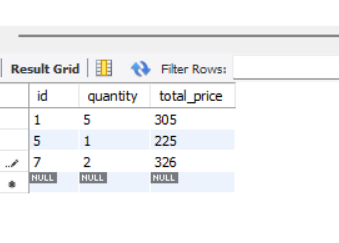 Result Grid Filter Rows:
id quantity total_price
1 5 305
5 1 225
7 2 326
NULL NULL NULL